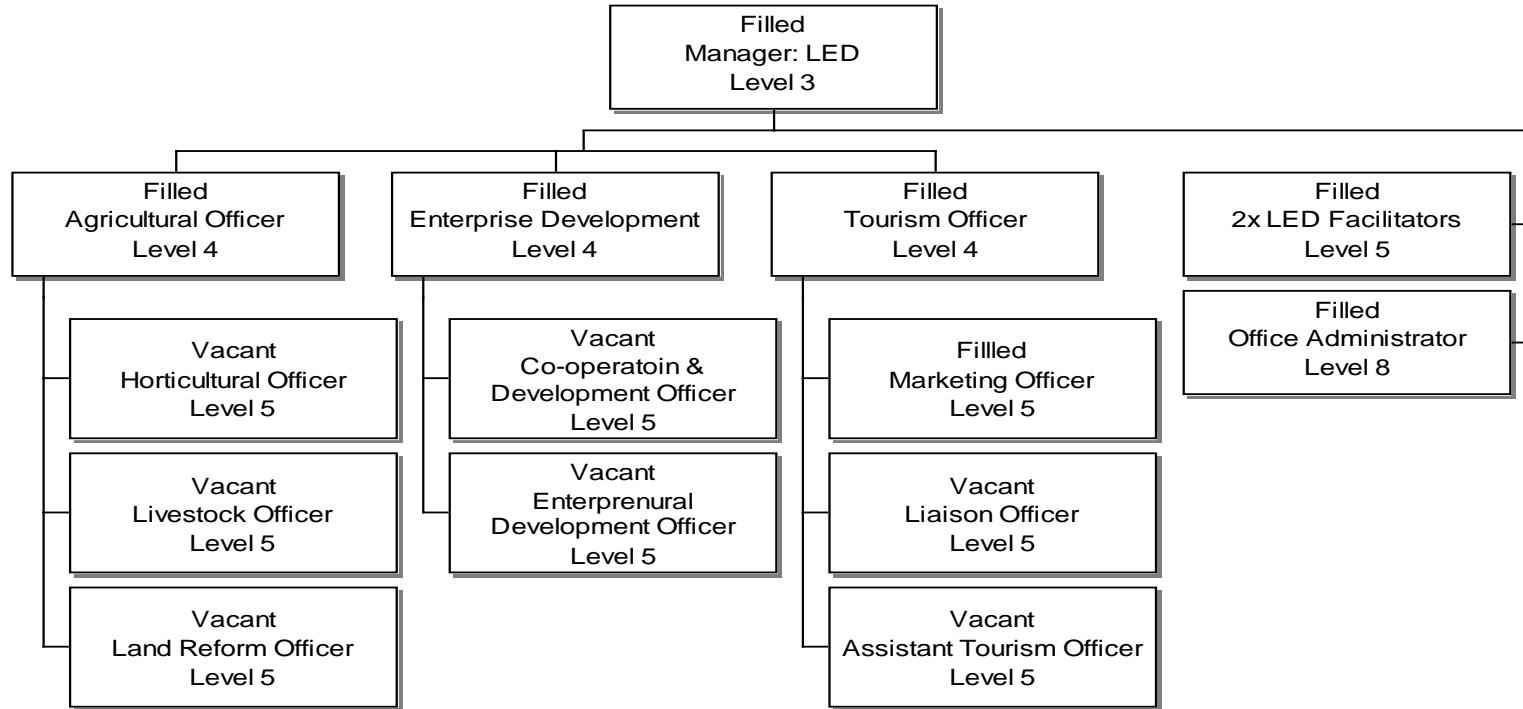 Filled
Manager: LED
Level 3
Filled
Agricultural Officer
Level 4
Filled
Enterprise Development
Level 4
Filled
Tourism Officer
Level 4
Filled
2x LED Facilitators
Level 5
Filled
Office Administrator
Level 8
Vacant
Horticultural Officer
Level 5
Vacant
Livestock Officer
Level 5
Vacant
Land Reform Officer
Level 5
Vacant
Co-operatoin &
Development Officer
Level 5
Vacant
Enterprenural
Development Officer
Level 5
Fillled
Marketing Officer
Level 5
Vacant
Liaison Officer
Level 5
Vacant
Assistant Tourism Officer
Level 5